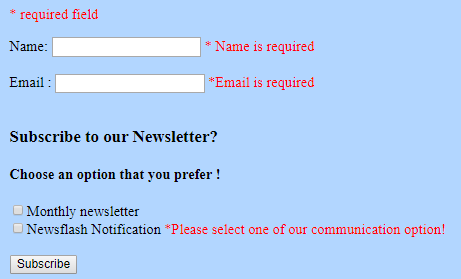 * required field
Name: * Name is required
Email : *Email is required
Subscribe to our Newsletter?
Choose an option that you prefer !
Monthly newsletter
Newsflash Notification *Please select one of our communication option!
Subscribe